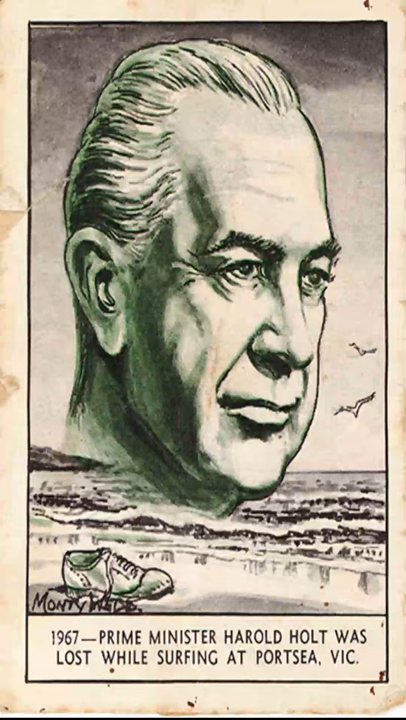 MONTY WEDD.
1967—PRIME MINISTER HAROLD HOLT WAS
LOST WHILE SURFING AT PORTSEA, VIC.